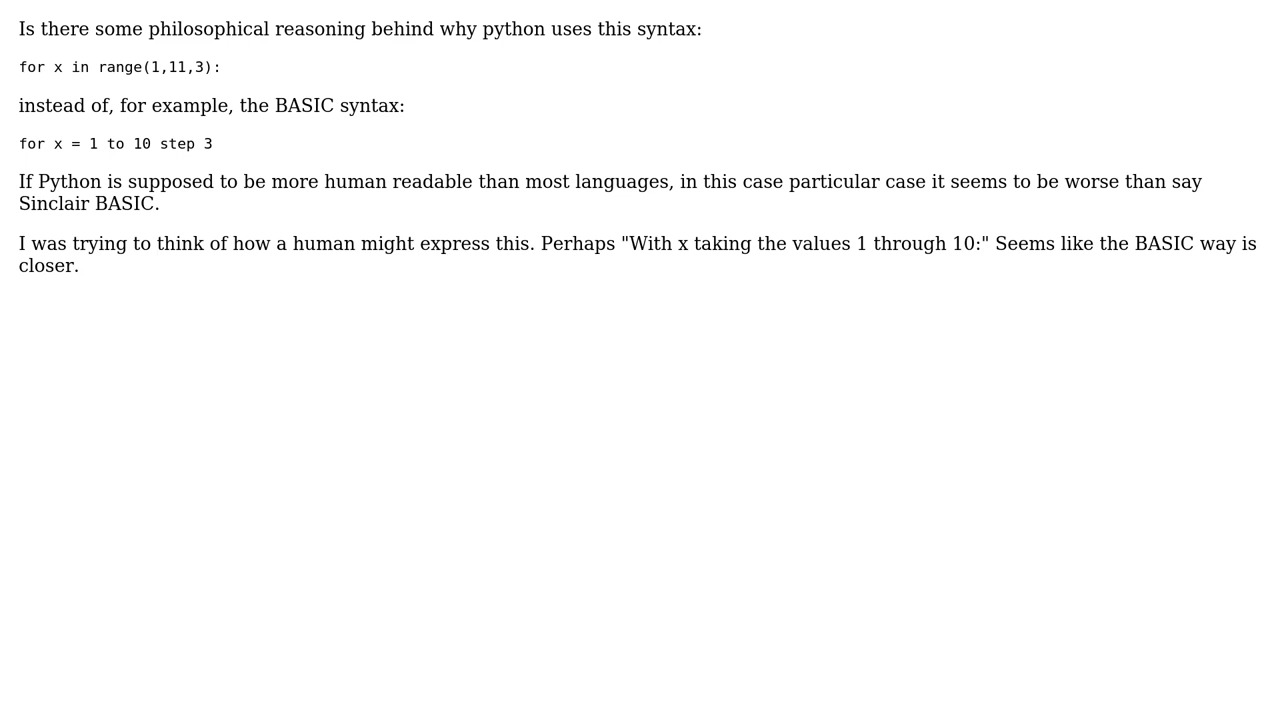 Is there some philosophical reasoning behind why python uses this syntax:
for x in range(1,11,3):
instead of, for example, the BASIC syntax:
for x = 1 to 10 step 3
If Python is supposed to be more human readable than most languages, in this case particular case it seems to be worse than say
Sinclair BASIC.
I was trying to think of how a human might express this. Perhaps "With x taking the values 1 through 10:" Seems like the BASIC way is
closer.